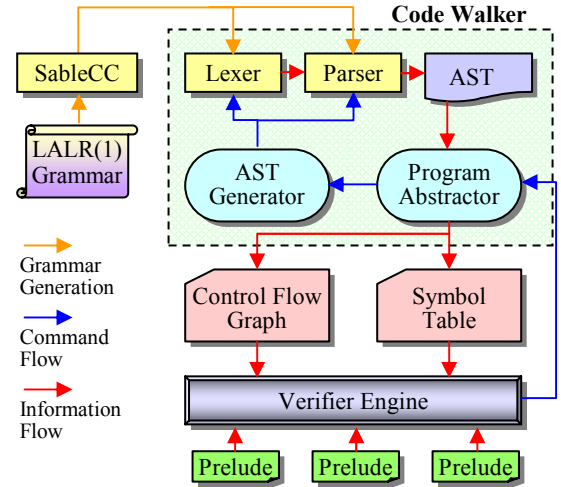 Code Walker
SableCC
Lexer
Parser
AST
LALR(1)
Grammar
AST
Generator
Program
Abstractor
Grammar
Generation
Command
Flow
Information
Flow
Control Flow
Graph
Symbol
Table
Verifier Engine
Prelude
Prelude
Prelude